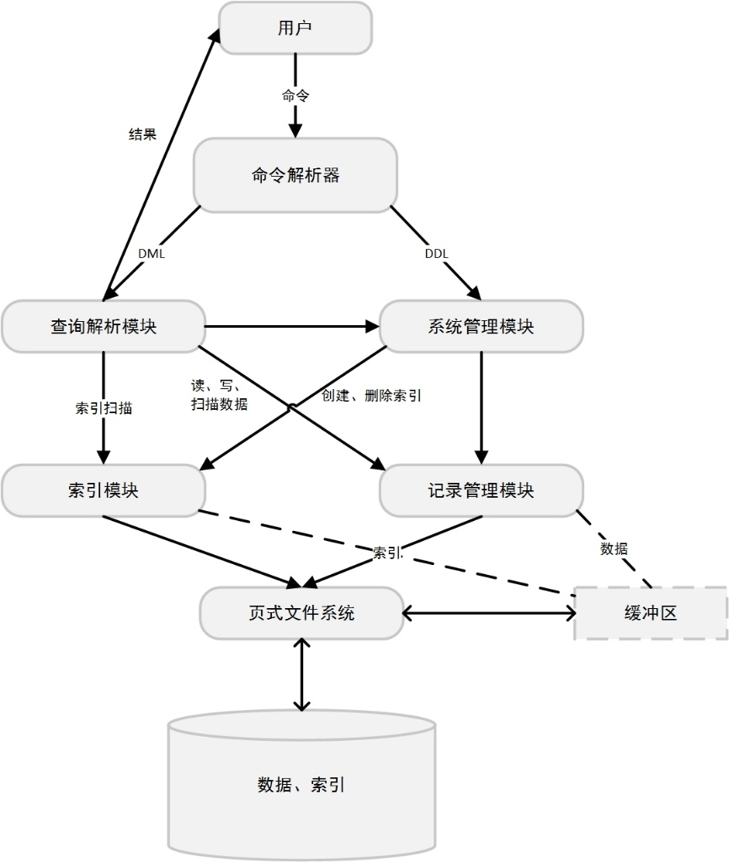 用户
命令
结果
命令解析器
DML
DDL
查询解析模块
系统管理模块
读、写、
扫描数据
创建、删除索引
索引扫描
索引模块
记录管理模块
索引
数据
页式文件系统
缓冲区
数据、索引